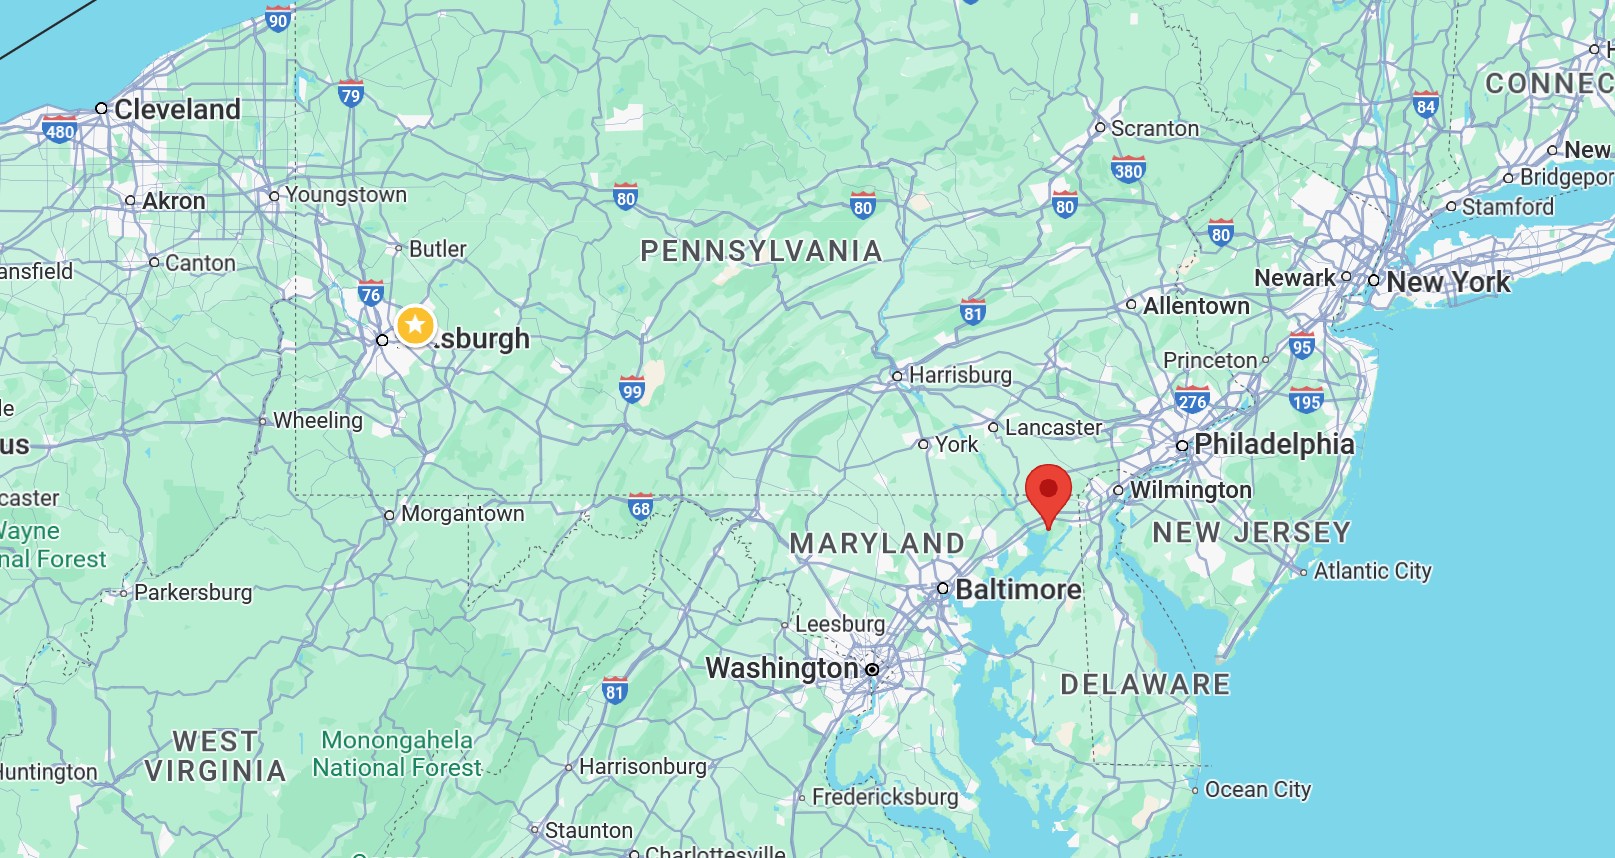 90
79
Cleveland
480
Akron
Youngstown
Canton
ansfield
Butler
76
sburgh
Wheeling
Scranton
380
80
80
80
80
PENNSYLVANIA
81
Allentown
84
CONNEC
H
New
Bridgepor
Stamford
Newark
New York
95
Princeton
276
195
Harrisburg
99
Lancaster
York
Philadelphia
Wilmington
NEW JERSEY
Atlantic City
le
us
caster
Wayne
nal Forest
Morgantown
68
MARYLAND
Baltimore
Parkersburg
Leesburg
Washington
81
DELAWARE
WEST
VIRGINIA
Monongahela
National Forest
Huntington
Harrisonburg
Fredericksburg
Ocean City
Staunton
Charlottesville